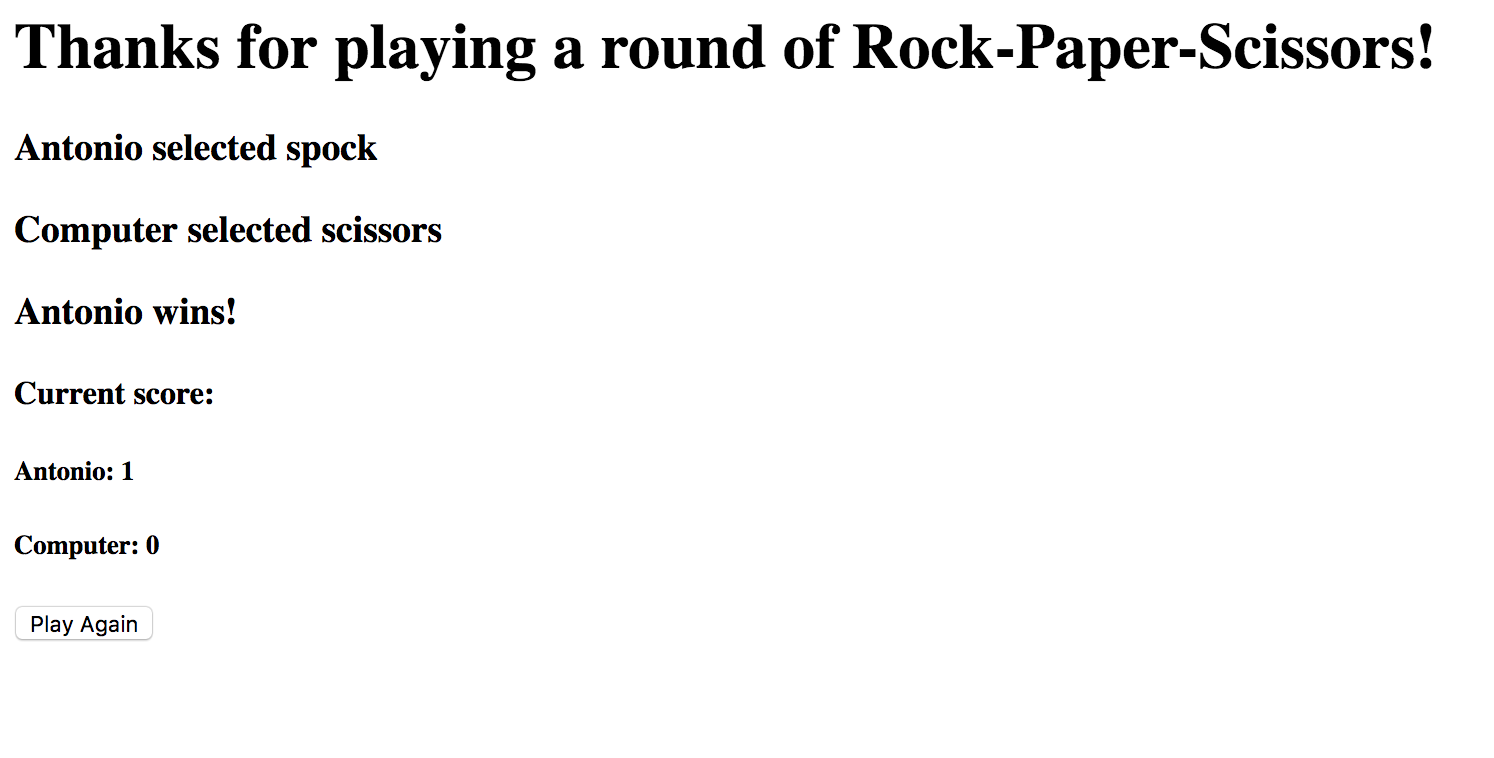 Thanks for playing a round of Rock-Paper-Scissors!
Antonio selected spock
Computer selected scissors
Antonio wins!
Current score:
Antonio: 1
Computer: 0
Play Again